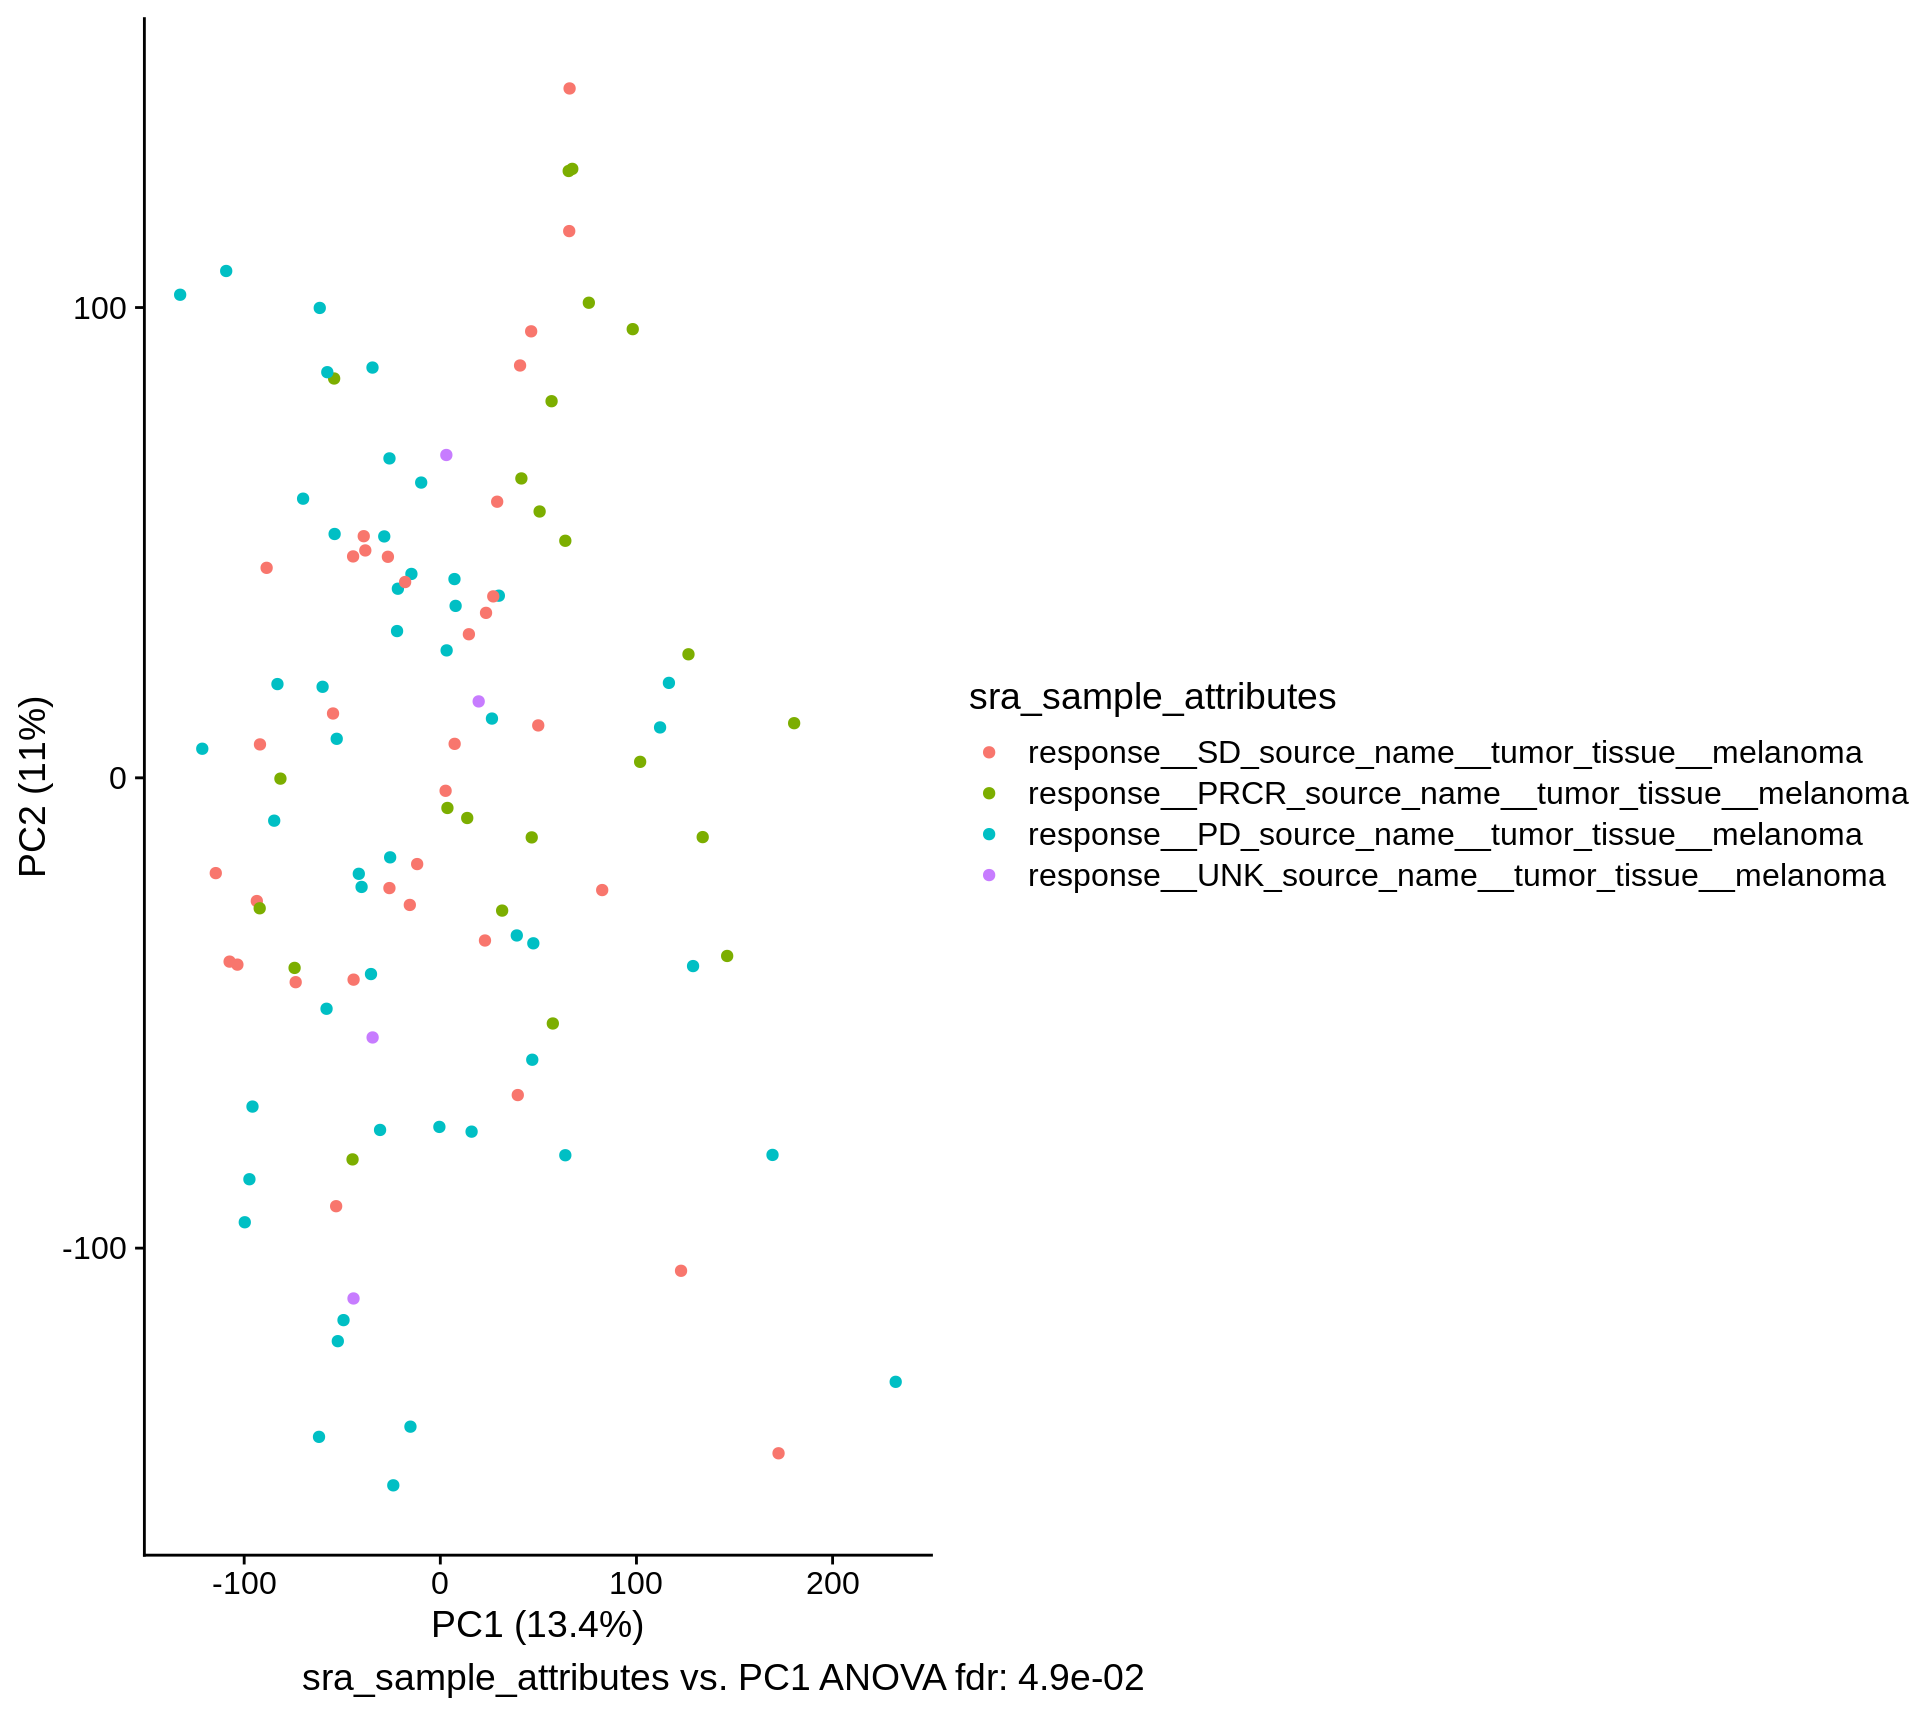 100
0
-100
PC2 (11%)
-100 0 100 200
PC1 (13.4%)
sra_sample_attributes vs. PC1 ANOVA fdr: 4.9e-02
sra_sample_attributes
response__SD_source_name__tumor_tissue__melanoma
response__PRCR_source_name__tumor_tissue__melanoma
response__PD_source_name__tumor_tissue__melanoma
response__UNK_source_name__tumor_tissue__melanoma